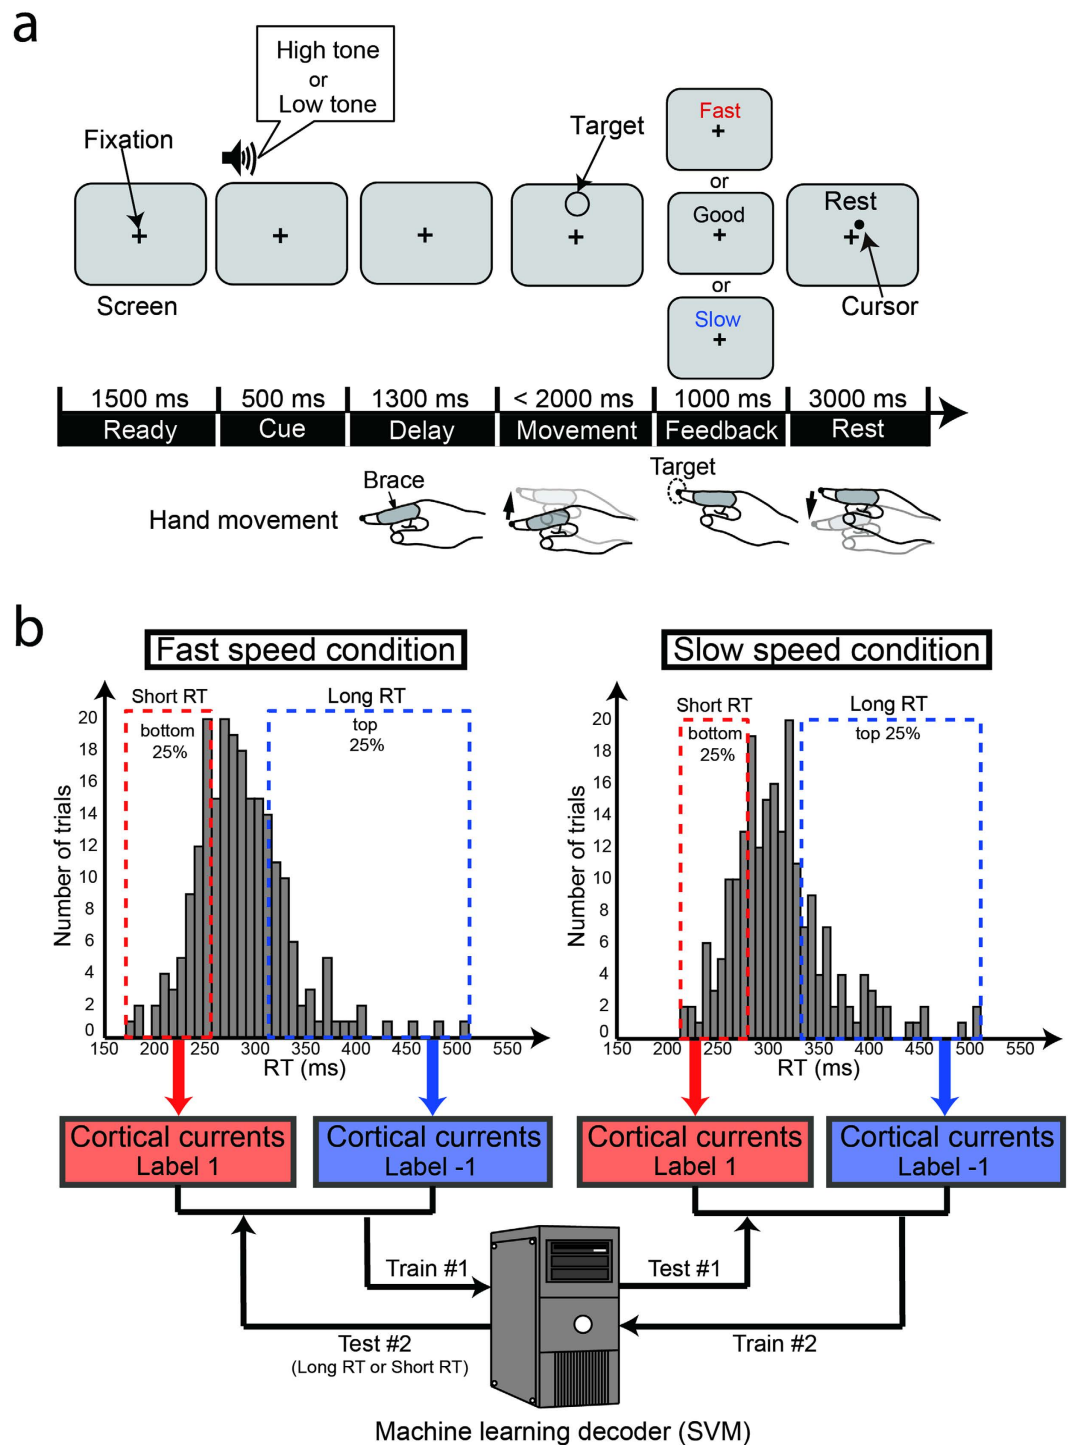 a
High tone
or
Low tone
Fixation
Target
Fast
or
Good
or
Slow
Rest
Screen
Cursor
1500 ms
500 ms
1300 ms
< 2000 ms
1000 ms
3000 ms
Ready
Cue
Delay
Movement
Feedback
Rest
Hand movement
Brace
Target
b
Fast speed condition
Short RT
Long RT
bottom
25%
top
25%
Number of trials
20
18
16
14
12
10
8
6
4
2
0
150 200 250 300 350 400 450 500 550
RT (ms)
Slow speed condition
Short RT
Long RT
bottom
25%
top 25%
Number of trials
20
18
16
14
12
10
8
6
4
2
0
150 200 250 300 350 400 450 500 550
RT (ms)
Cortical currents
Label 1
Cortical currents
Label -1
Cortical currents
Label 1
Cortical currents
Label -1
Train #1
Test #1
Test #2
(Long RT or Short RT)
Train #2
Machine learning decoder (SVM)